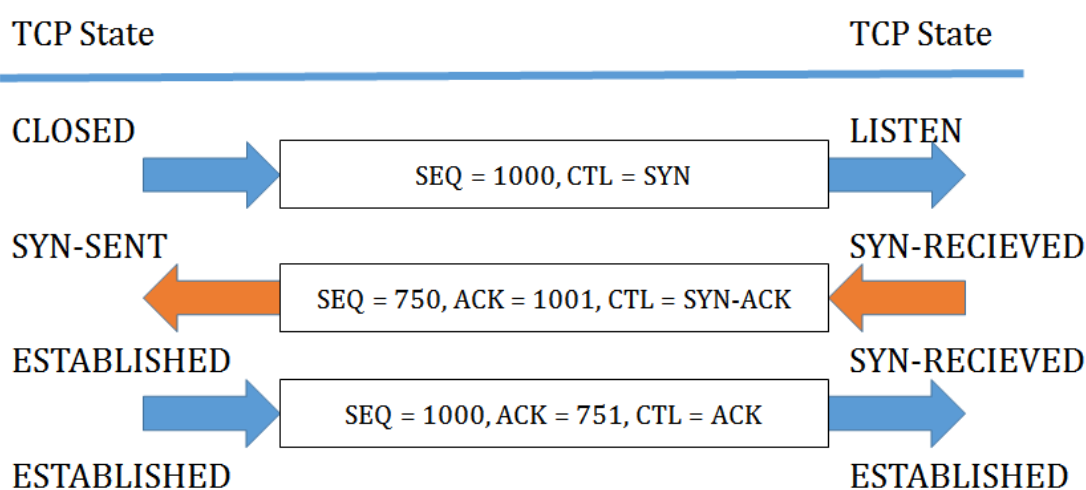 TCP State TCP State
CLOSED LISTEN
SEQ = 1000, CTL = SYN
SYN-SENT SYN-RECIEVED
SEQ = 750, ACK = 1001, CTL = SYN-ACK
ESTABLISHED SYN-RECIEVED
SEQ = 1000, ACK = 751, CTL = ACK
ESTABLISHED ESTABLISHED